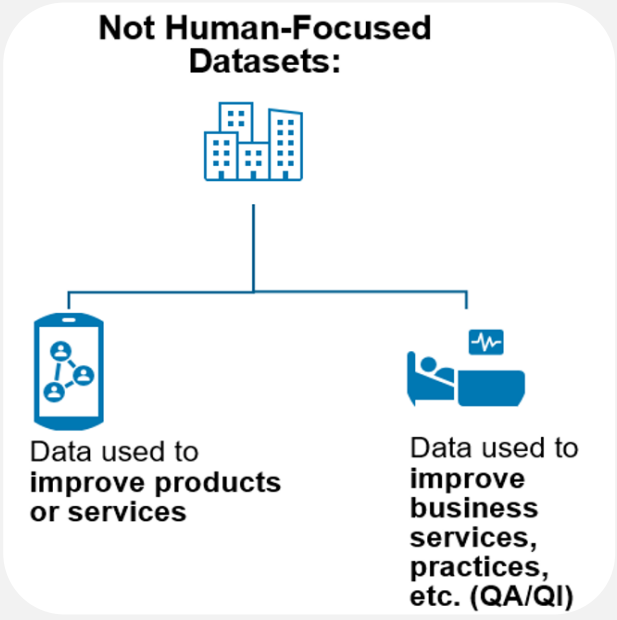 Not Human-Focused
Datasets:
Data used to
improve products
or services
Data used to
improve
business
services,
practices,
etc. (QA/QI)